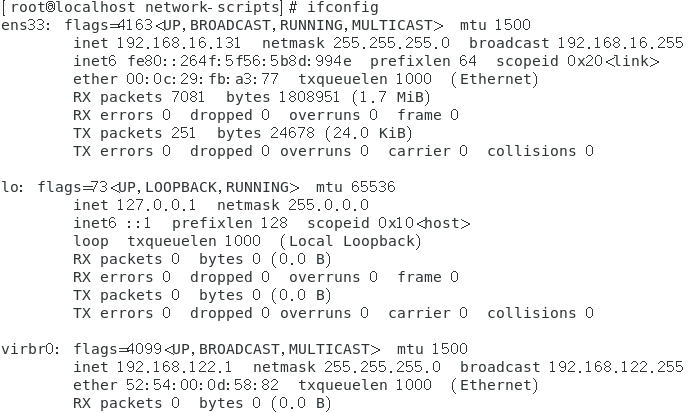 [root@localhost network-scripts]# ifconfig
ens33: flags=4163<UP,BROADCAST,RUNNING,MULTICAST>  mtu 1500
        inet 192.168.16.131  netmask 255.255.255.0  broadcast 192.168.16.255
        inet6 fe80::264f:5f56:5b8d:994e  prefixlen 64  scopeid 0x20<link>
        ether 00:0c:29:fb:a3:77  txqueuelen 1000  (Ethernet)
        RX packets 7081  bytes 1808951 (1.7 MiB)
        RX errors 0  dropped 0  overruns 0  frame 0
        TX packets 251  bytes 24678 (24.0 KiB)
        TX errors 0  dropped 0 overruns 0  carrier 0  collisions 0
lo: flags=73<UP,LOOPBACK,RUNNING>  mtu 65536
        inet 127.0.0.1  netmask 255.0.0.0
        inet6 ::1  prefixlen 128  scopeid 0x10<host>
        loop  txqueuelen 1000  (Local Loopback)
        RX packets 0  bytes 0 (0.0 B)
        RX errors 0  dropped 0  overruns 0  frame 0
        TX packets 0  bytes 0 (0.0 B)
        TX errors 0  dropped 0 overruns 0  carrier 0  collisions 0
virbr0: flags=4099<UP,BROADCAST,MULTICAST>  mtu 1500
        inet 192.168.122.1  netmask 255.255.255.0  broadcast 192.168.122.255
        ether 52:54:00:0d:58:82  txqueuelen 1000  (Ethernet)
        RX packets 0  bytes 0 (0.0 B)